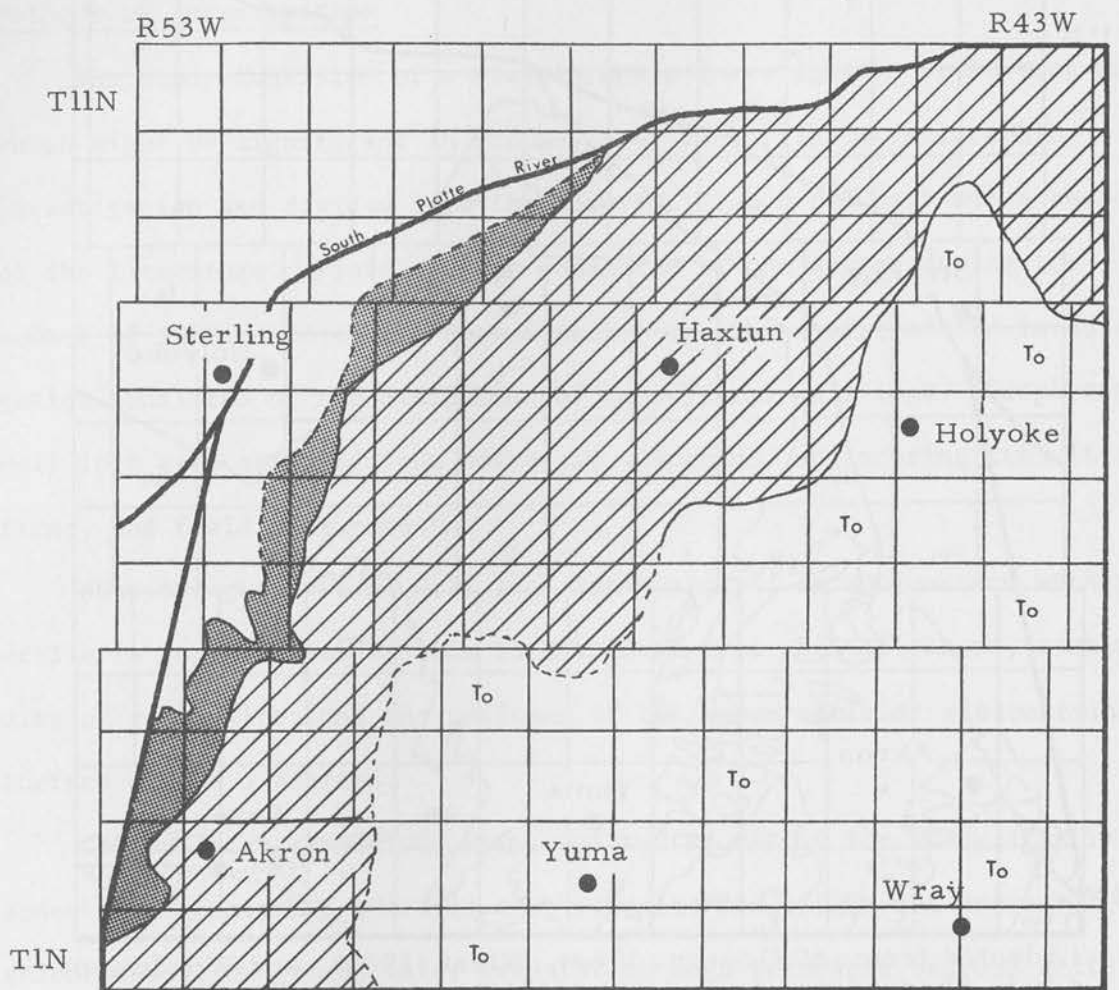 R53W
R43W
T11N
South Platte River
To
Sterling
Haxtun
To
Holyoke
To
To
To
To
Akron
Yuma
To
Wray
T1N
To
To